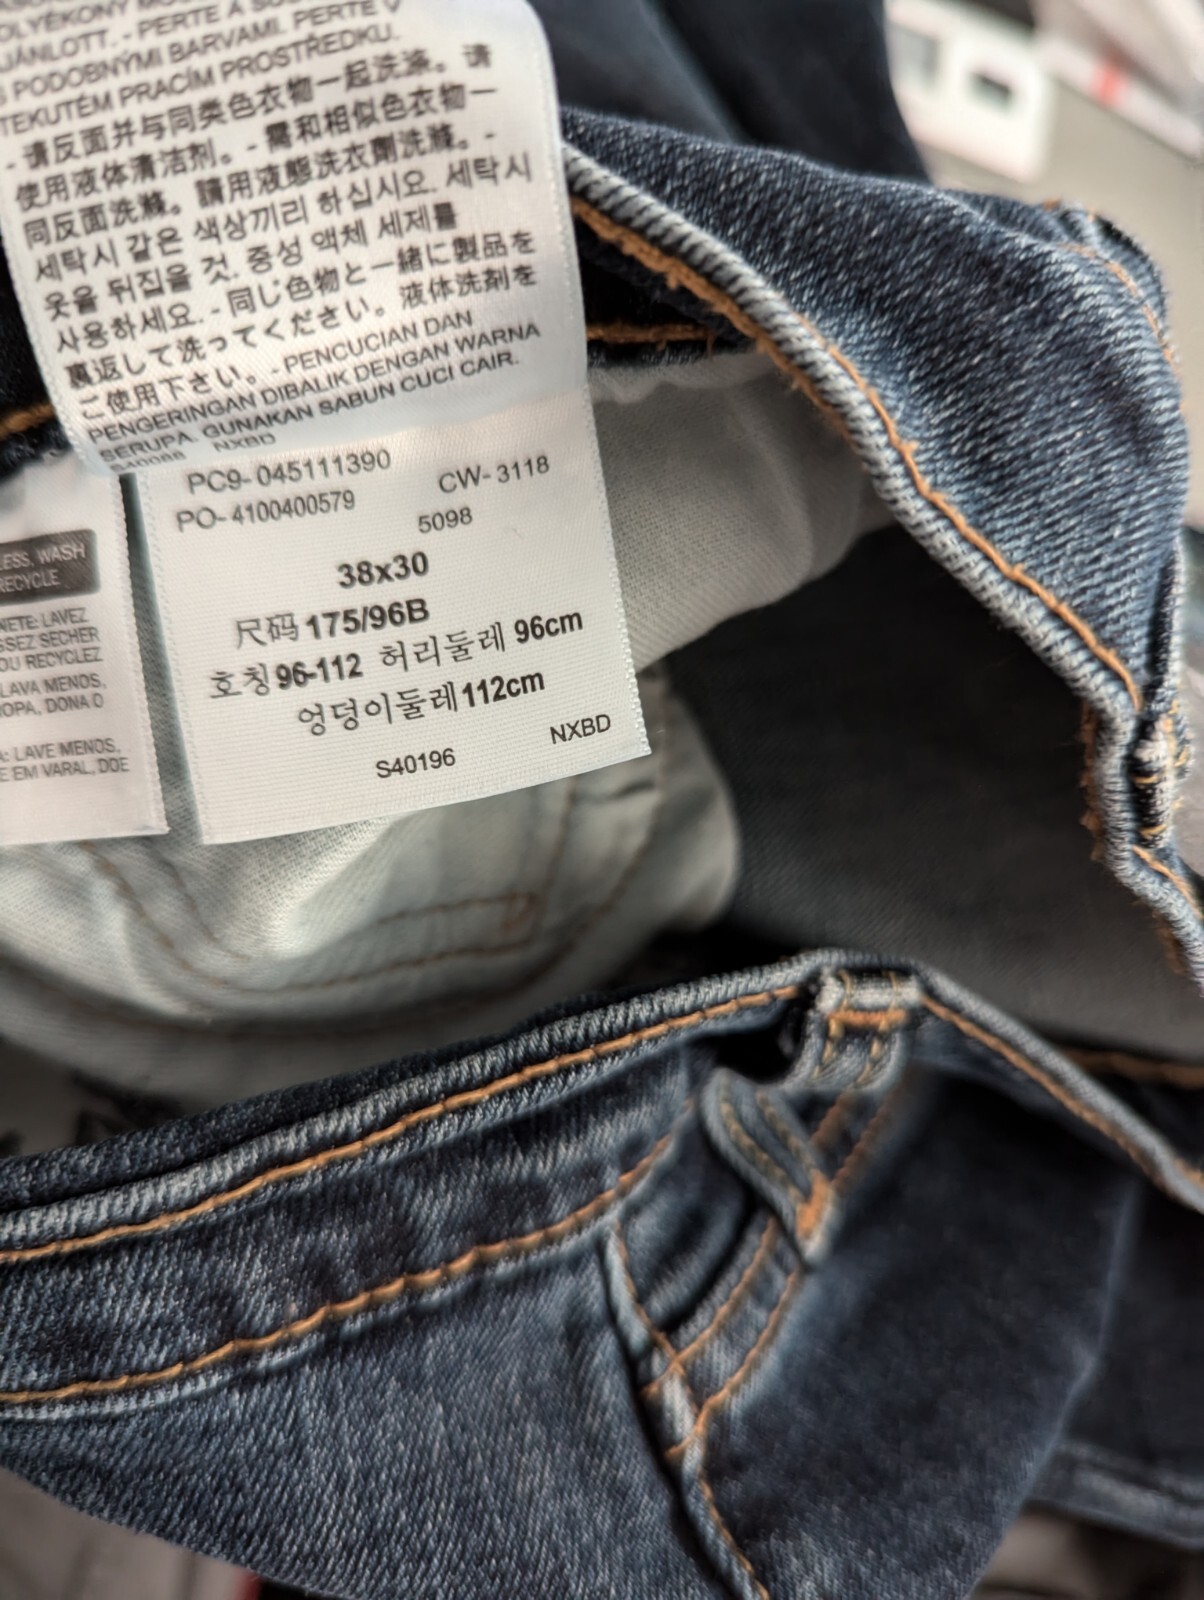 PERTE A
UJÁNLOTT. - PERTE V
S PODOBNÝMI BARVAMI. PERTE V
TEKUTÉM PRACÍM PROSTŘEDKU.
- 请反面并与同类色衣物一起洗涤。请
使用液体清洁剂。- 需和相似色衣物一
同反面洗滌。請用液態洗衣劑洗滌。-
세탁시 같은 색상끼리 하십시오. 세탁시
옷을 뒤집을 것. 중성 액체 세제를
사용하세요. - 同じ色物と一緒に製品を
裏返して洗ってください。液体洗剤を
ご使用下さい。- PENCUCIAN DAN
PENGERINGAN DIBALIK DENGAN WARNA
SERUPA. GUNAKAN SABUN CUCI CAIR.
S40088 NXBD
PC9- 045111390
PO- 4100400579
CW- 3118
5098
38x30
尺码 175/96B
호칭 96-112 허리둘레 96cm
엉덩이둘레 112cm
S40196
NXBD
LESS. WASH
RECYCLE
NETE: LAVEZ
SSEZ SECHER
OU RECYCLEZ
LAVA MENOS,
ROPA, DONA O
A: LAVE MENOS,
E EM VARAL, DOE